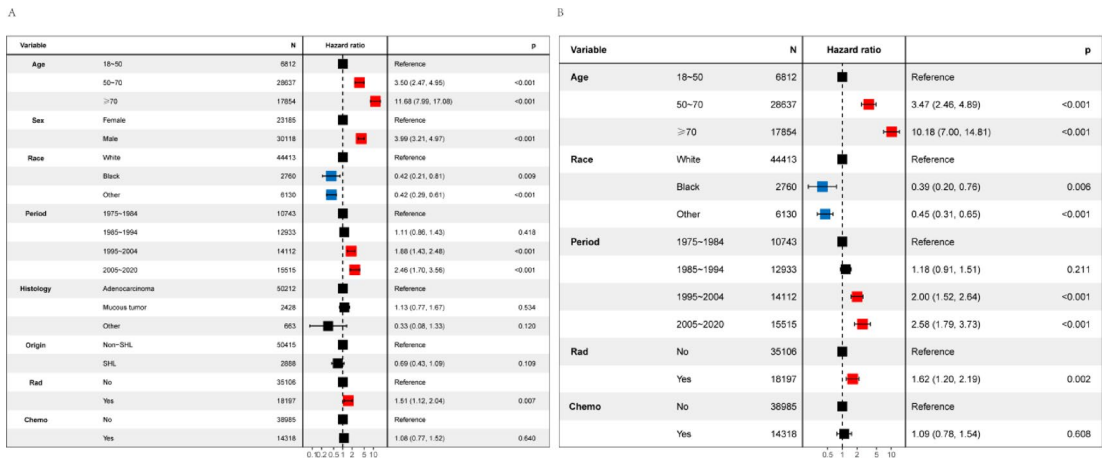 A
Variable N Hazard ratio p
Age 18~50 6812 Reference
50~70 28637 3.50 (2.47, 4.95) <0.001
≥70 17854 11.68 (7.99, 17.08) <0.001
Sex Female 23185 Reference
Male 30118 3.99 (3.21, 4.97) <0.001
Race White 44413 Reference
Black 2760 0.42 (0.21, 0.81) 0.009
Other 6130 0.42 (0.29, 0.61) <0.001
Period 1975~1984 10743 Reference
1985~1994 12933 1.11 (0.86, 1.43) 0.418
1995~2004 14112 1.88 (1.43, 2.48) <0.001
2005~2020 15515 2.46 (1.70, 3.56) <0.001
Histology Adenocarcinoma 50212 Reference
Mucous tumor 2428 1.13 (0.77, 1.67) 0.534
Other 663 0.33 (0.08, 1.33) 0.120
Origin Non-SHL 50415 Reference
SHL 2888 0.69 (0.43, 1.09) 0.109
Rad No 35106 Reference
Yes 18197 1.51 (1.12, 2.04) 0.007
Chemo No 38985 Reference
Yes 14318 1.08 (0.77, 1.52) 0.640
0.1 0.2 0.5 1 2 5 10
B
Variable N Hazard ratio p
Age 18~50 6812 Reference
50~70 28637 3.47 (2.46, 4.89) <0.001
≥70 17854 10.18 (7.00, 14.81) <0.001
Race White 44413 Reference
Black 2760 0.39 (0.20, 0.76) 0.006
Other 6130 0.45 (0.31, 0.65) <0.001
Period 1975~1984 10743 Reference
1985~1994 12933 1.18 (0.91, 1.51) 0.211
1995~2004 14112 2.00 (1.52, 2.64) <0.001
2005~2020 15515 2.58 (1.79, 3.73) <0.001
Rad No 35106 Reference
Yes 18197 1.62 (1.20, 2.19) 0.002
Chemo No 38985 Reference
Yes 14318 1.09 (0.78, 1.54) 0.608
0.5 1 2 5 10